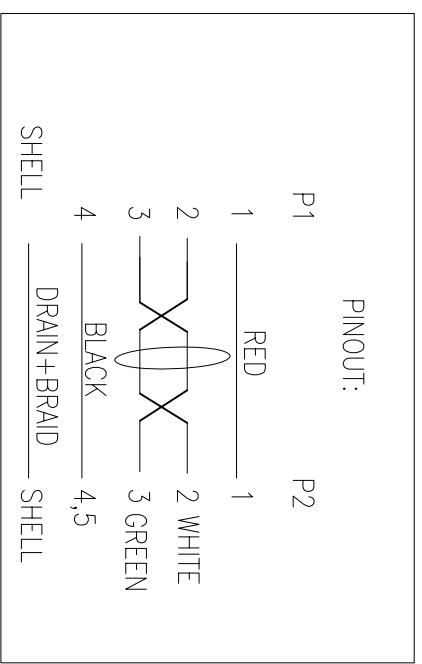 PINOUT:
P1 P2
1 RED 1
2 2 WHITE
3 3 GREEN
4 BLACK 4,5
SHELL DRAIN+BRAID SHELL